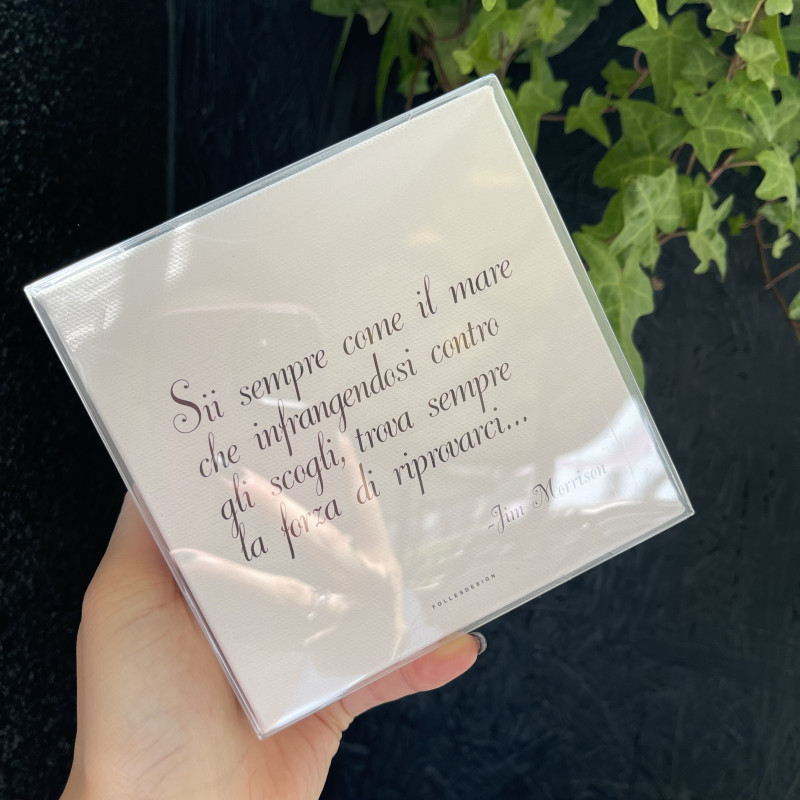 Sii sempre come il mare
che infrangendosi contro
gli scogli, trova sempre
la forza di riprovarci...
-Jim Morrison
FOLLEDESIGN